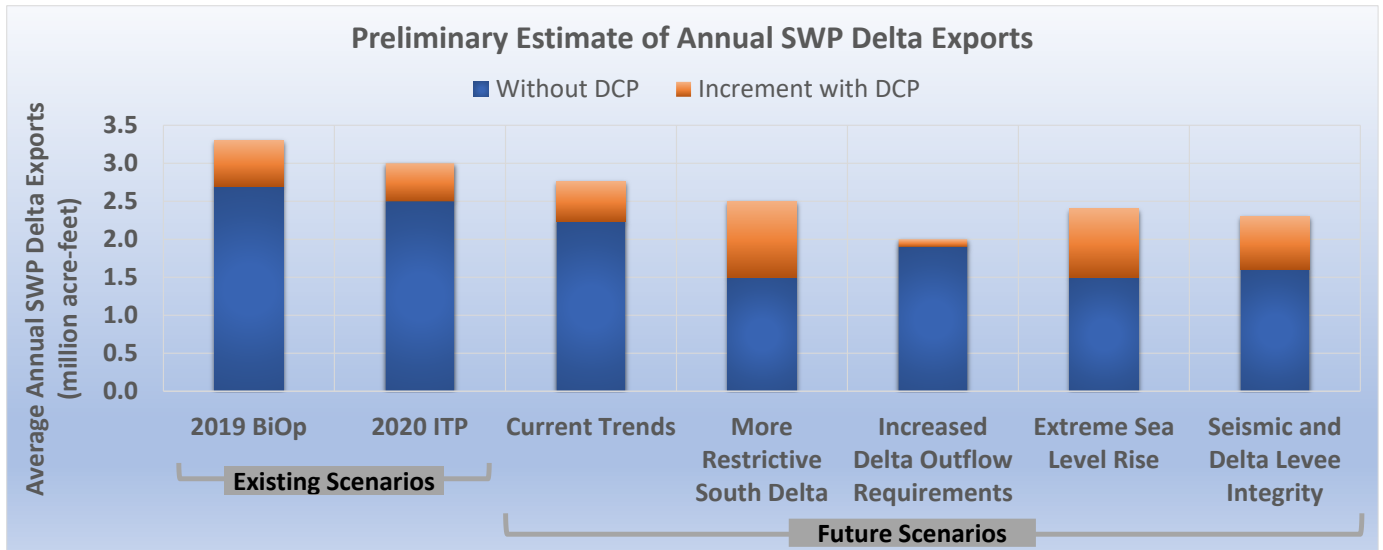 Preliminary Estimate of Annual SWP Delta Exports
Without DCP
Increment with DCP
Average Annual SWP Delta Exports
(million acre-feet)
3.5
3.0
2.5
2.0
1.5
1.0
0.5
0.0
2019 BiOp
2020 ITP
Current Trends
More
Restrictive
South Delta
Increased
Delta Outflow
Requirements
Extreme Sea
Level Rise
Seismic and
Delta Levee
Integrity
Existing Scenarios
Future Scenarios